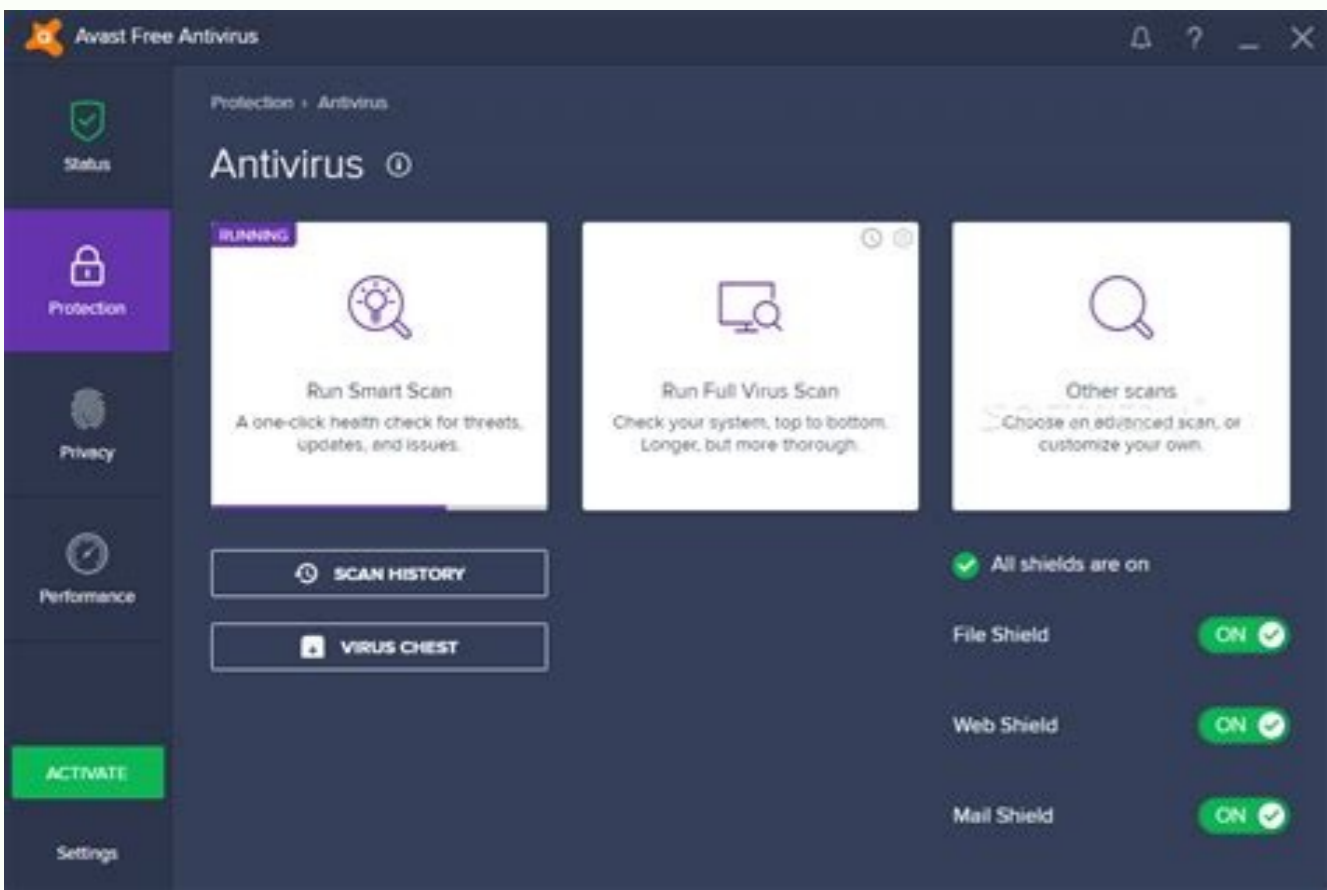 Avast Free Antivirus
?
Status
Protection
Privacy
Performance
ACTIVATE
Settings
Protection › Antivirus
Antivirus
RUNNING
Run Smart Scan
A one-click health check for threats,
updates, and issues.
Run Full Virus Scan
Check your system, top to bottom.
Longer, but more thorough.
Other scans
Choose an advanced scan, or
customize your own.
SCAN HISTORY
VIRUS CHEST
All shields are on
File Shield
ON
Web Shield
ON
Mail Shield
ON